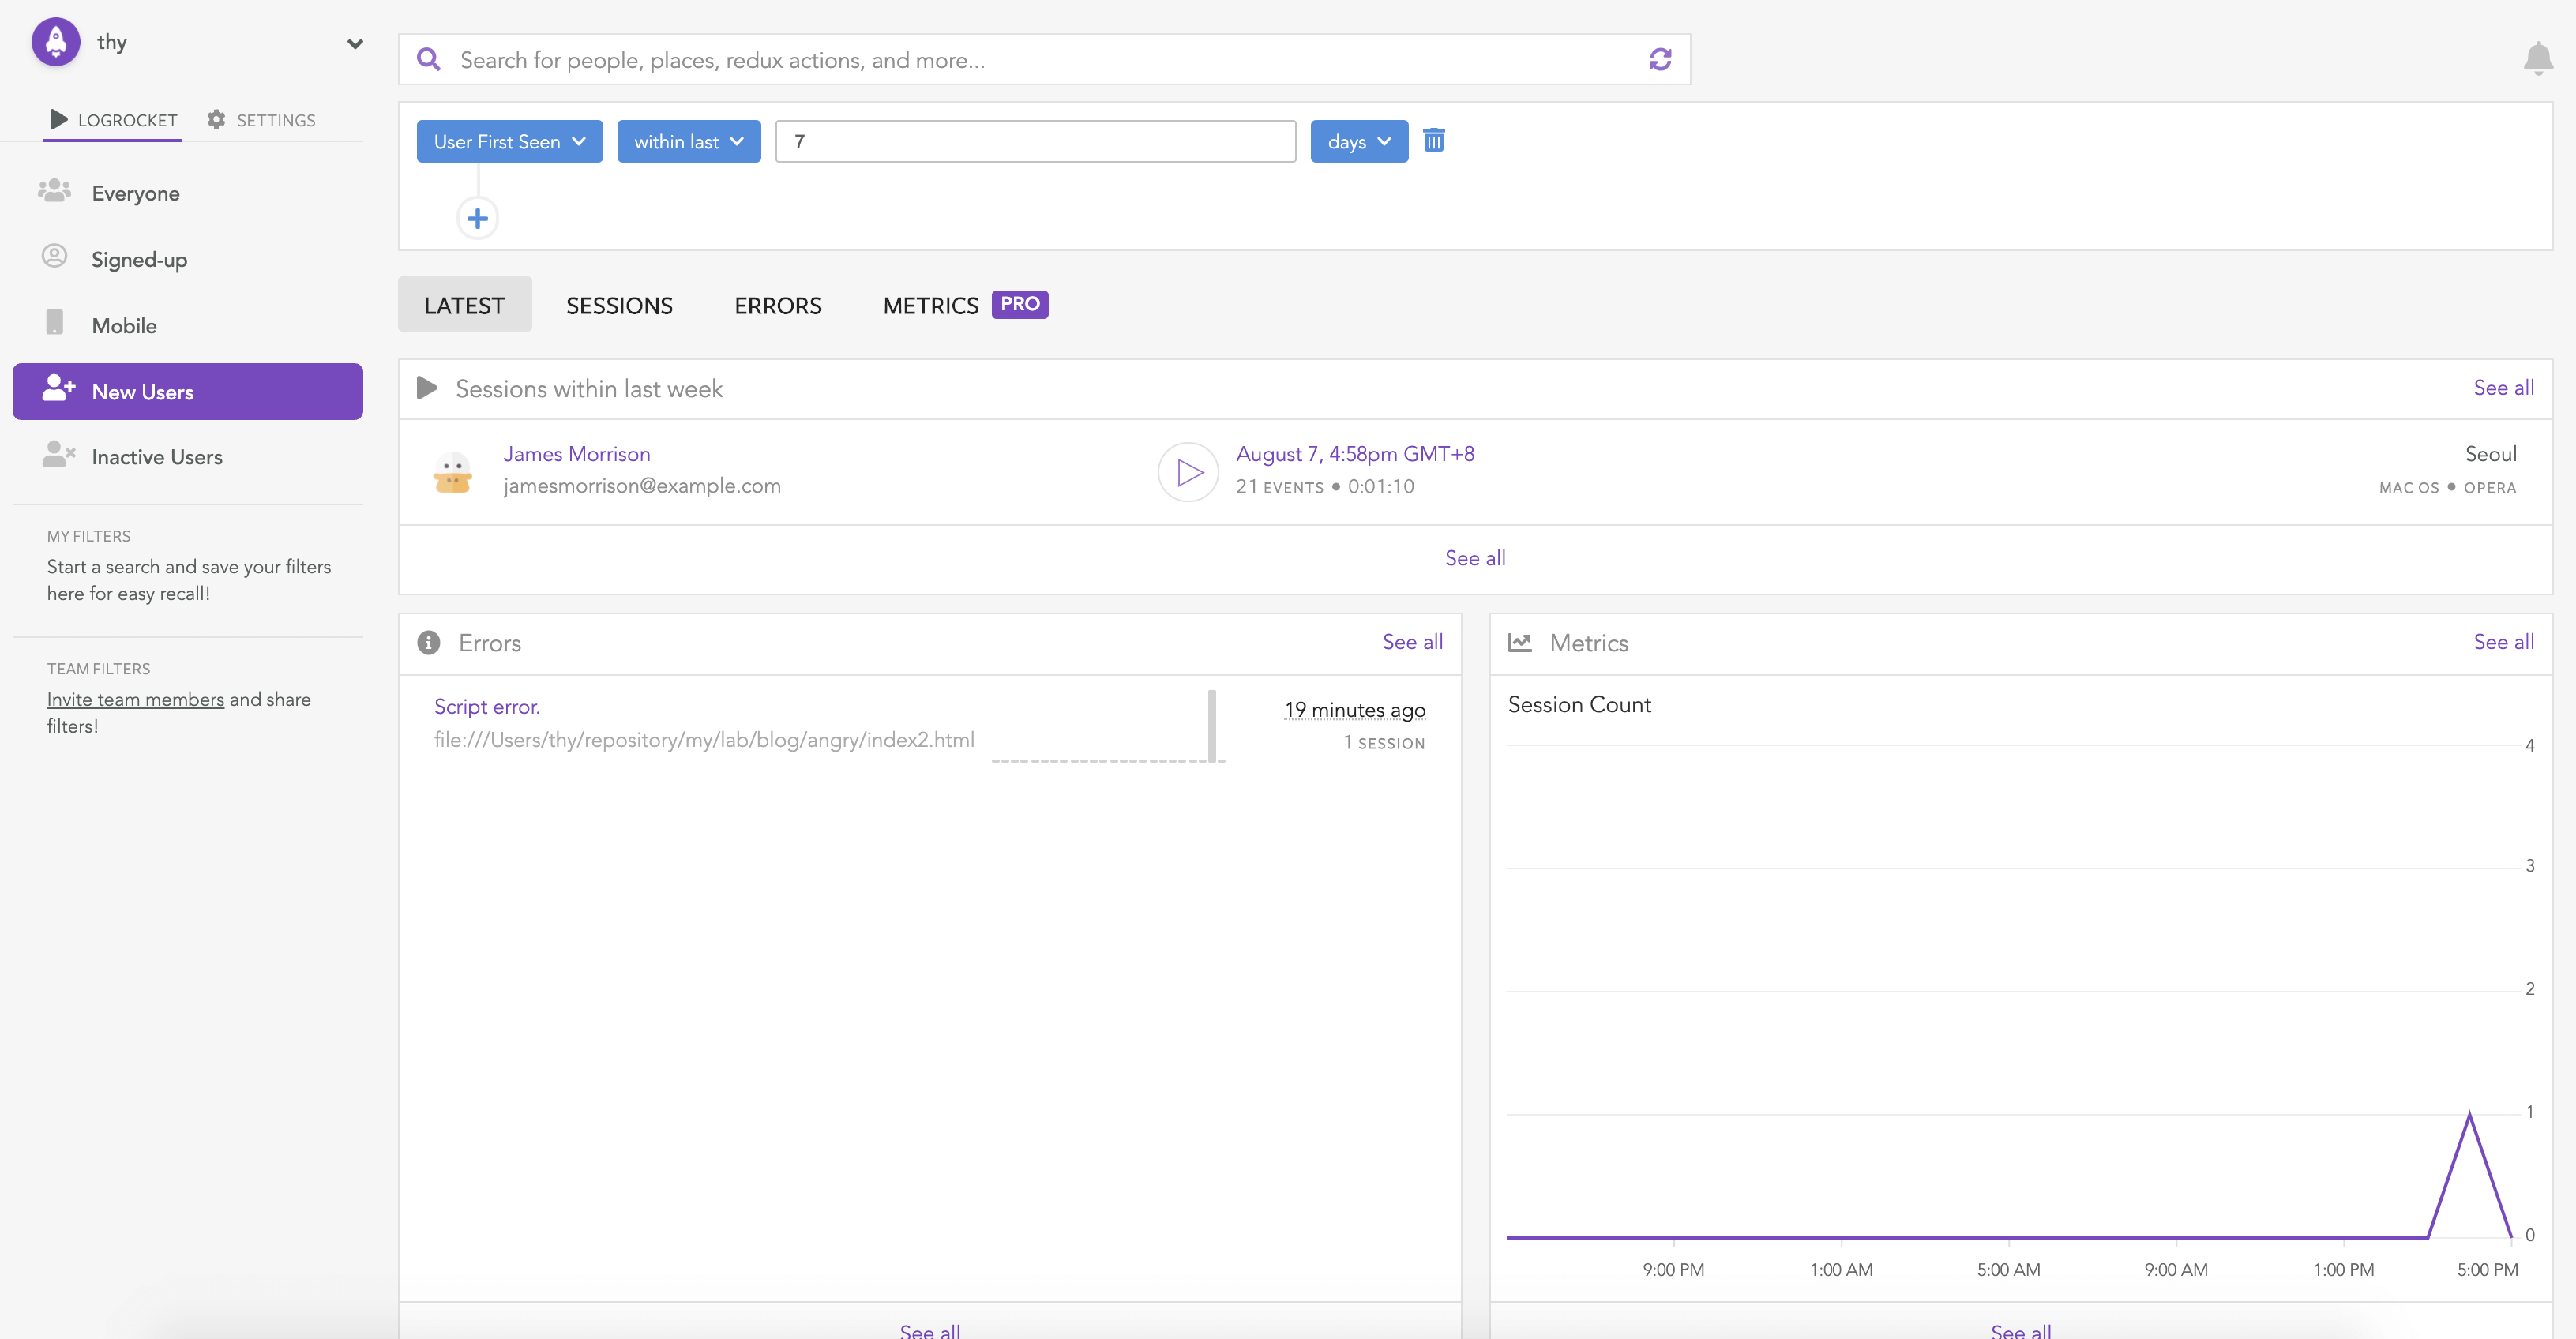 thy
LOGROCKET
SETTINGS
Everyone
Signed-up
Mobile
New Users
Inactive Users
MY FILTERS
Start a search and save your filters
here for easy recall!
TEAM FILTERS
Invite team members and share
filters!
Search for people, places, redux actions, and more...
User First Seen within last 7 days
LATEST SESSIONS ERRORS METRICS PRO
Sessions within last week See all
James Morrison
jamesmorrison@example.com
August 7, 4:58pm GMT+8
21 EVENTS • 0:01:10
Seoul
MAC OS • OPERA
See all
Errors See all
Script error.
file:///Users/thy/repository/my/lab/blog/angry/index2.html
19 minutes ago
1 SESSION
See all
Metrics See all
Session Count
4
3
2
1
0
9:00 PM 1:00 AM 5:00 AM 9:00 AM 1:00 PM 5:00 PM
See all